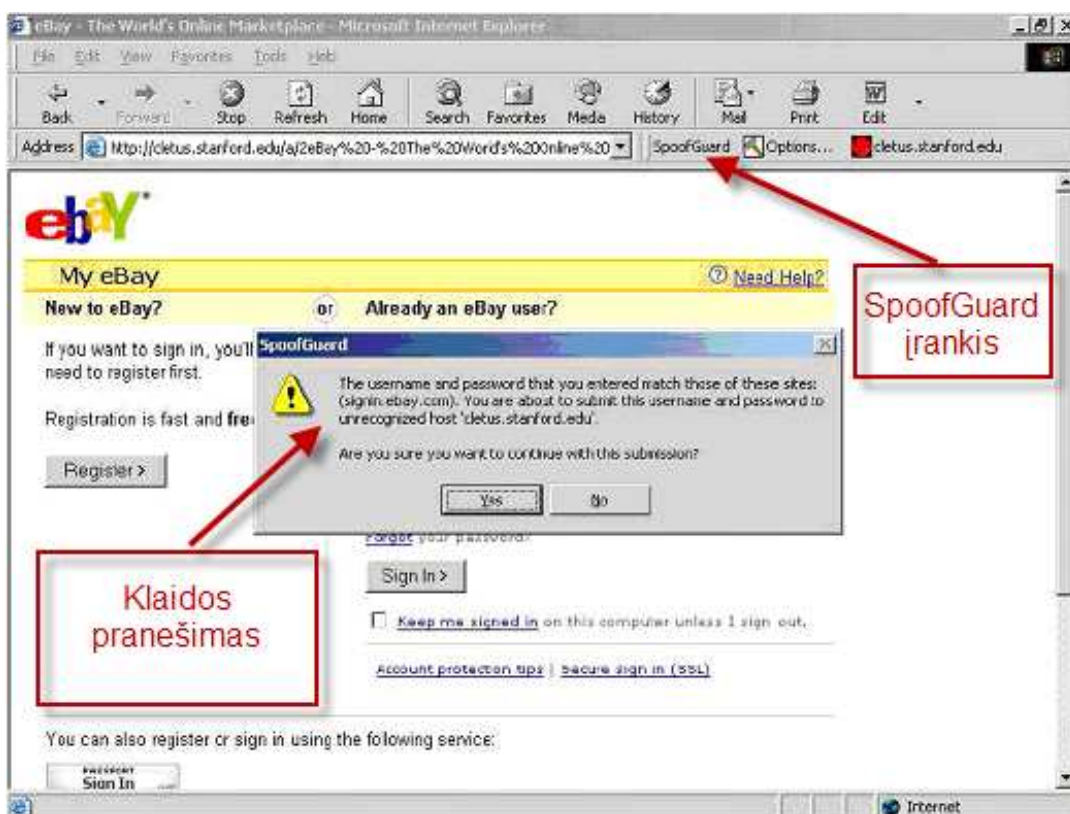 eBay - The World's Online Marketplace - Microsoft Internet Explorer
File Edit View Favorites Tools Help
Back Forward Stop Refresh Home Search Favorites Media History Mail Print Edit
Address http://cletus.stanford.edu/aj/2eBay%20-%20The%20World's%20Online%20 SpoofGuard Options... cletus.stanford.edu
ebaY
My eBay Need Help?
New to eBay? or Already an eBay user?
If you want to sign in, you'll
need to register first.
Registration is fast and free
Register >
SpoofGuard
The username and password that you entered match those of these sites:
(signin.ebay.com). You are about to submit this username and password to
unrecognized host 'cletus.stanford.edu'.
Are you sure you want to continue with this submission?
Yes No
SpoofGuard
įrankis
Klaidos
pranešimas
Forgot your password?
Sign In >
Keep me signed in on this computer unless I sign out.
Account protection tips | Secure sign in (SSL)
You can also register or sign in using the following service:
PASSPORT
Sign In
Internet